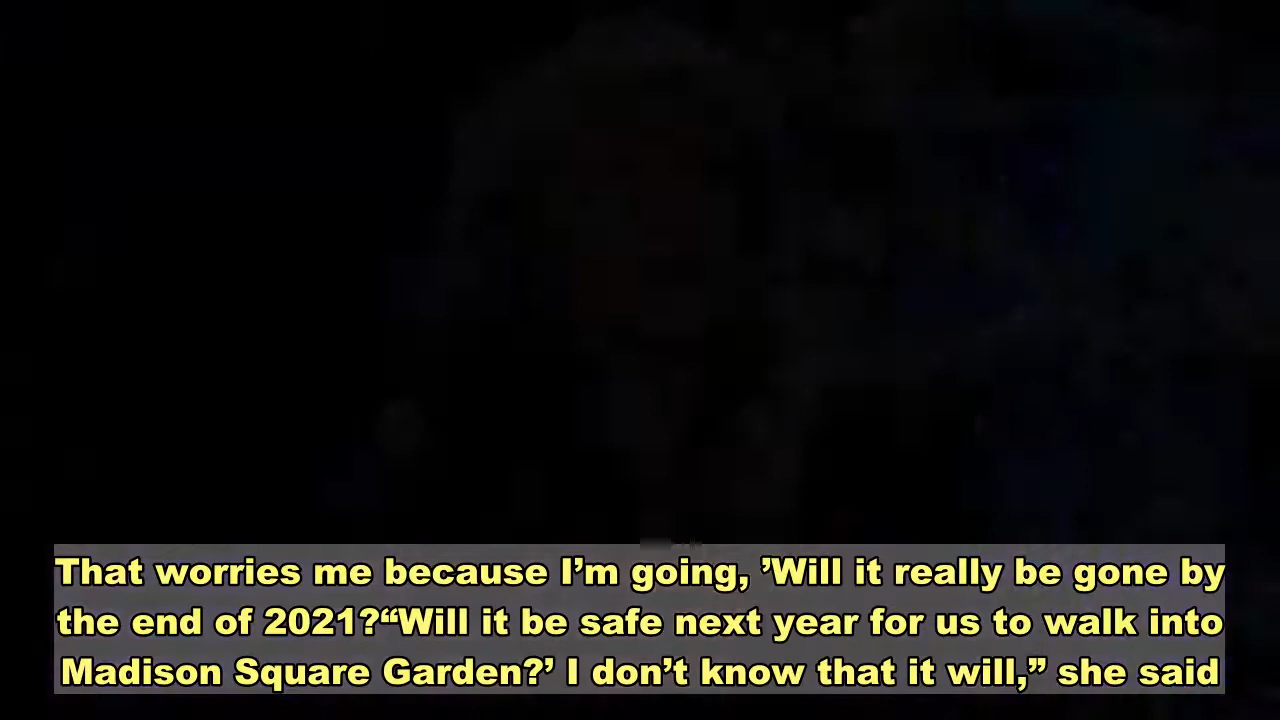 That worries me because I’m going, ’Will it really be gone by
the end of 2021?“Will it be safe next year for us to walk into
Madison Square Garden?’ I don’t know that it will,” she said